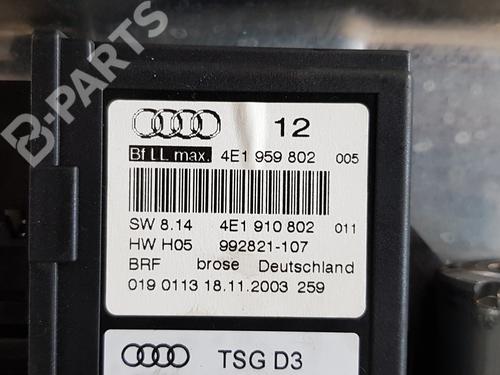 B-PARTS
12
Bf LL max. 4E1 959 802 005
SW 8.14 4E1 910 802 011
HW H05 992821-107
BRF brose Deutschland
019 0113 18.11.2003 259
TSG D3